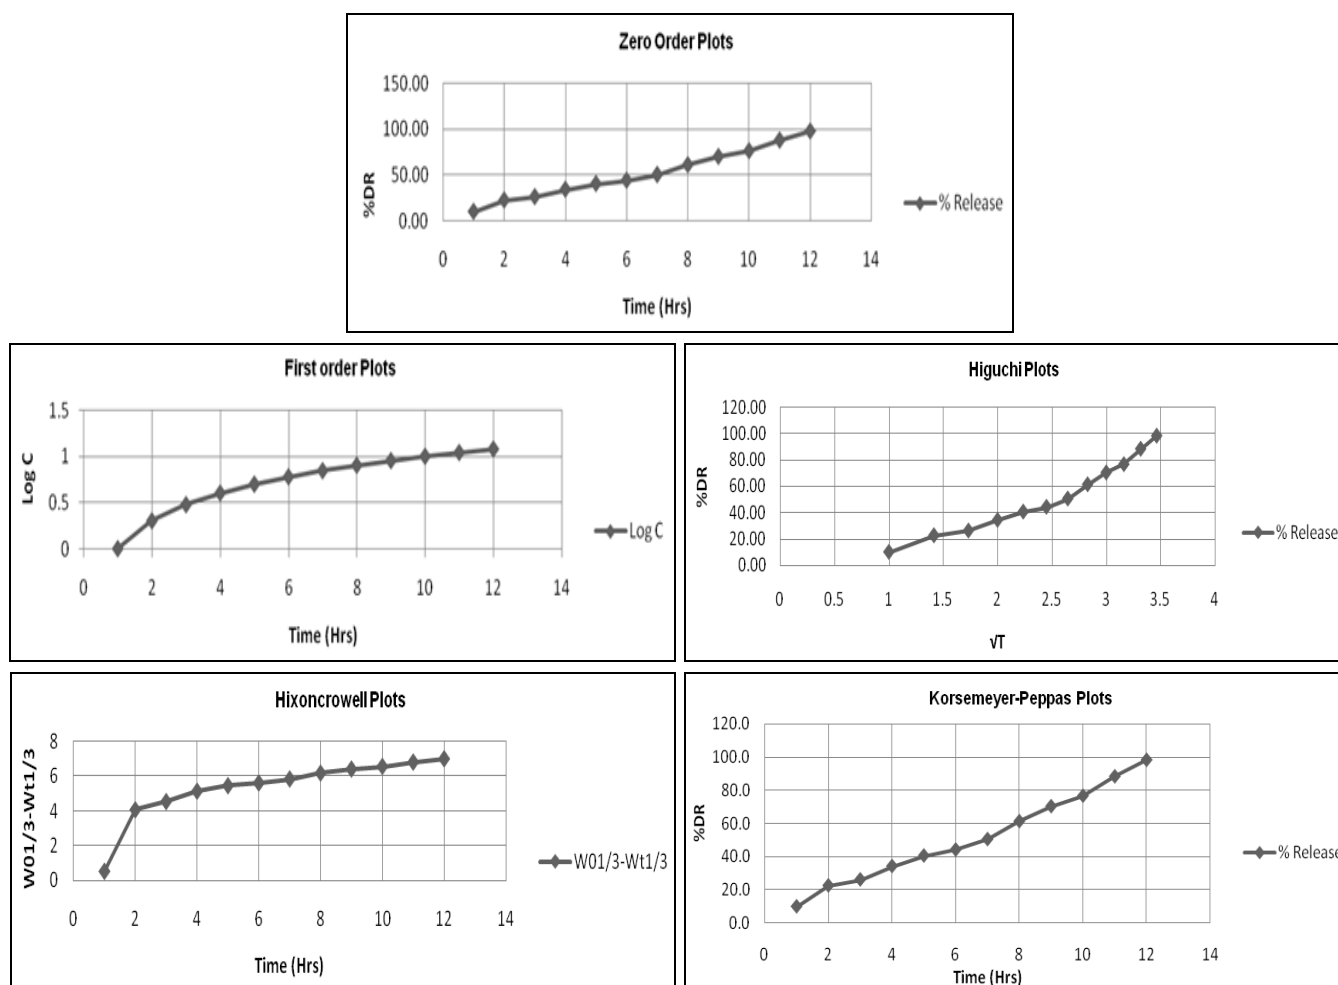 Zero Order Plots
150.00
100.00
%DR
50.00
0.00
% Release
0 2 4 6 8 10 12 14
Time (Hrs)
First order Plots
1.5
1
Log C
0.5
0
Log C
0 2 4 6 8 10 12 14
Time (Hrs)
Higuchi Plots
120.00
100.00
80.00
%DR
60.00
40.00
20.00
0.00
% Release
0 0.5 1 1.5 2 2.5 3 3.5 4
√T
Hixoncrowell Plots
8
6
W01/3-Wt1/3
4
2
0
W01/3-Wt1/3
0 2 4 6 8 10 12 14
Time (Hrs)
Korsemeyer-Peppas Plots
120.0
100.0
80.0
%DR
60.0
40.0
20.0
0.0
% Release
0 2 4 6 8 10 12 14
Time (Hrs)